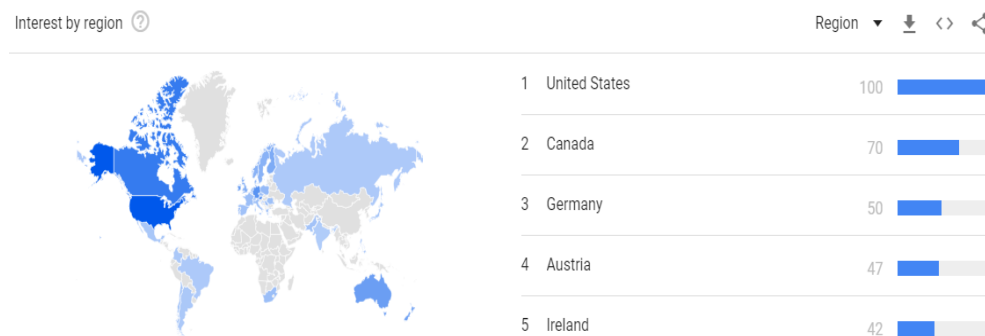 Interest by region
Region
1 United States 100
2 Canada 70
3 Germany 50
4 Austria 47
5 Ireland 42